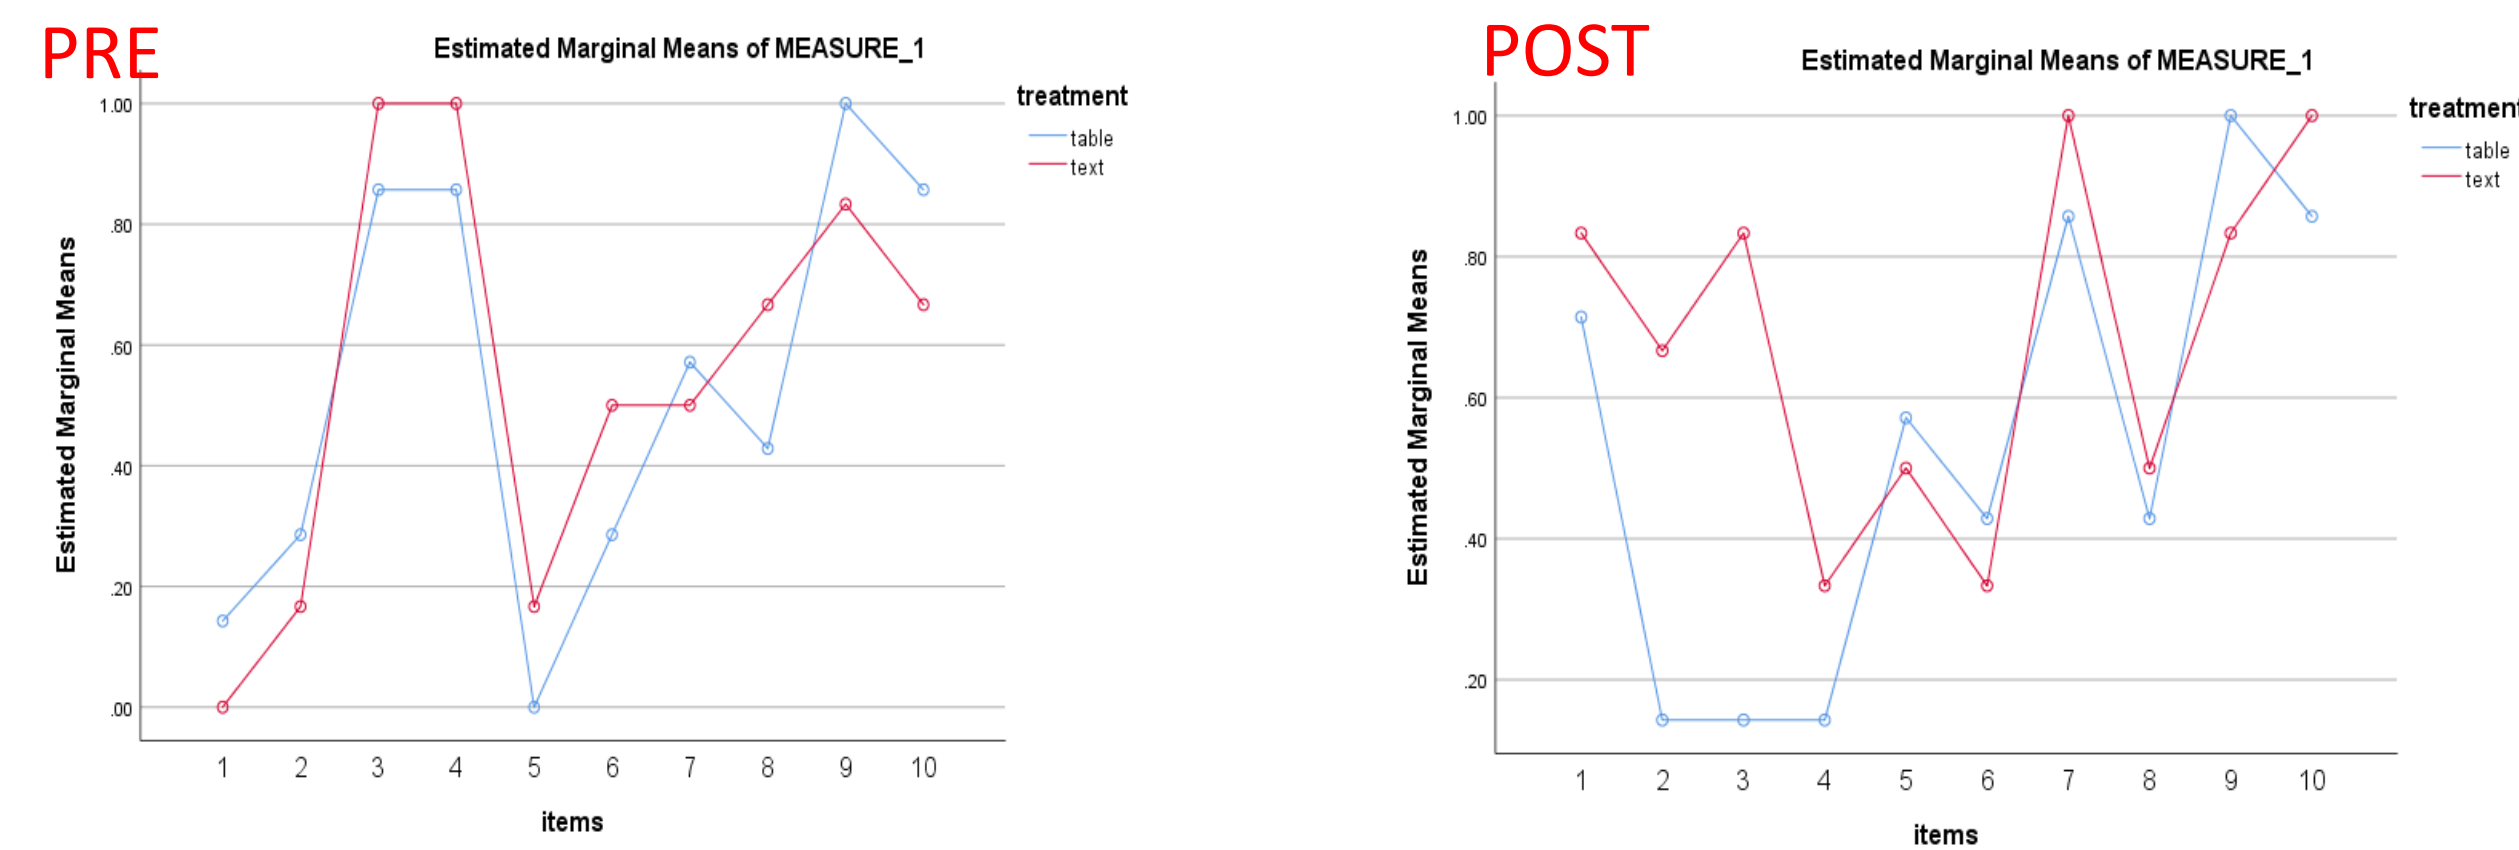 PRE
Estimated Marginal Means of MEASURE_1
treatment
table
text
Estimated Marginal Means
1.00
.80
.60
.40
.20
.00
1 2 3 4 5 6 7 8 9 10
items
POST
Estimated Marginal Means of MEASURE_1
treatment
table
text
Estimated Marginal Means
1.00
.80
.60
.40
.20
1 2 3 4 5 6 7 8 9 10
items